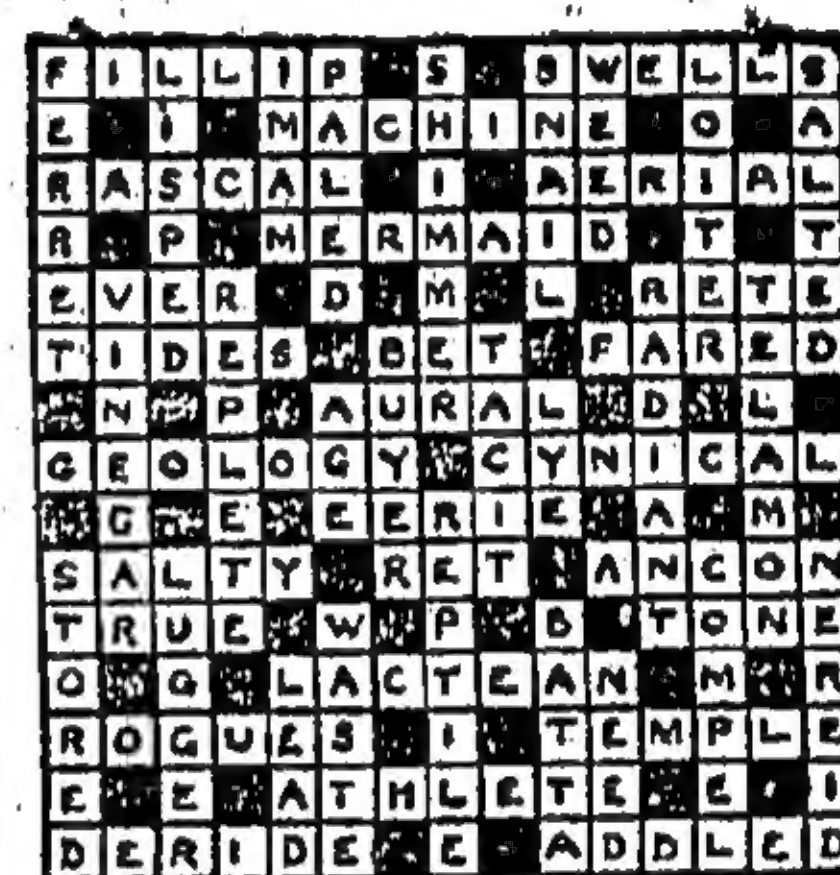 FILLIP S SWELLS
E I MACHINE O A
RASCAL I AERIAL
R P MERMAID T T
EVER D M L RETE
TIDES BET FARED
N P AURAL D L
GEOLOGY CYNICAL
G E EERIE A M
SALTY RET ANCON
TRUE W P B TONE
O G LACTEAN M R
ROGUES I TEMPLE
E E ATHLETE E I
DERIDE E ADDLED